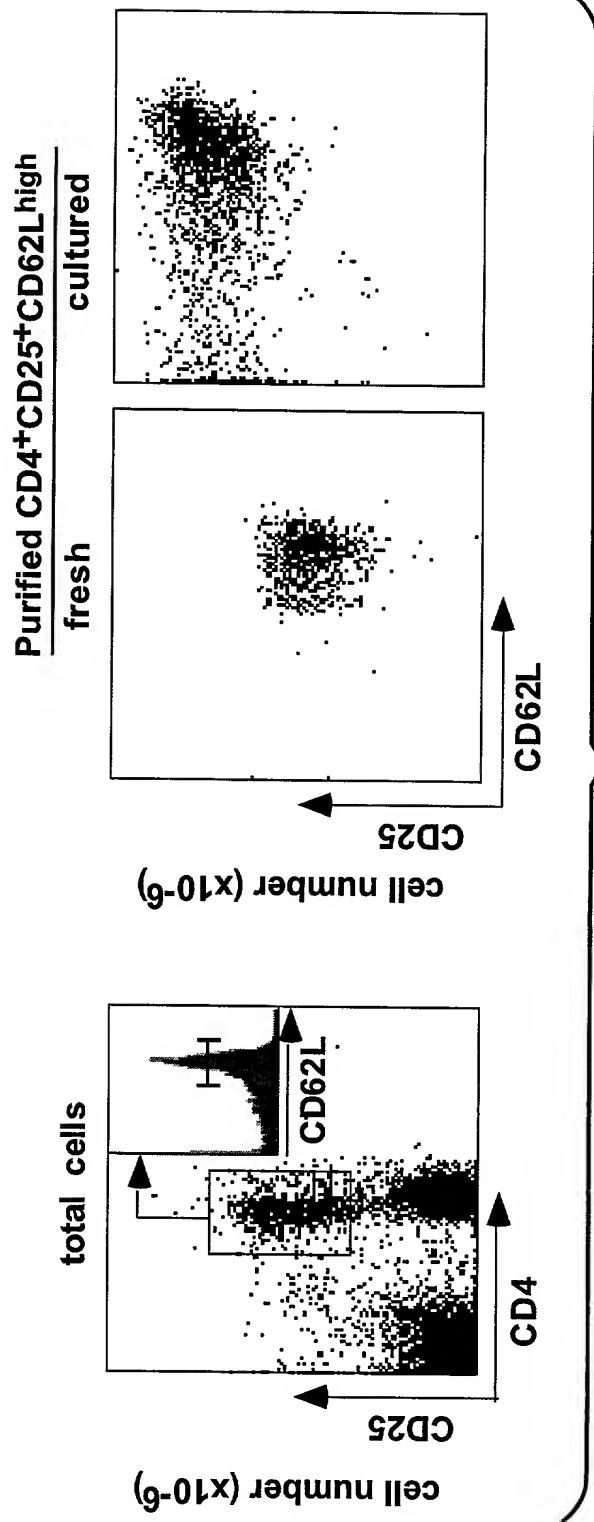 total cells
CD62L
cell number (x10⁻⁶)
CD25
CD4
Purified CD4⁺CD25⁺CD62Lʰⁱᵍʰ
fresh cultured
cell number (x10⁻⁶)
CD25
CD62L